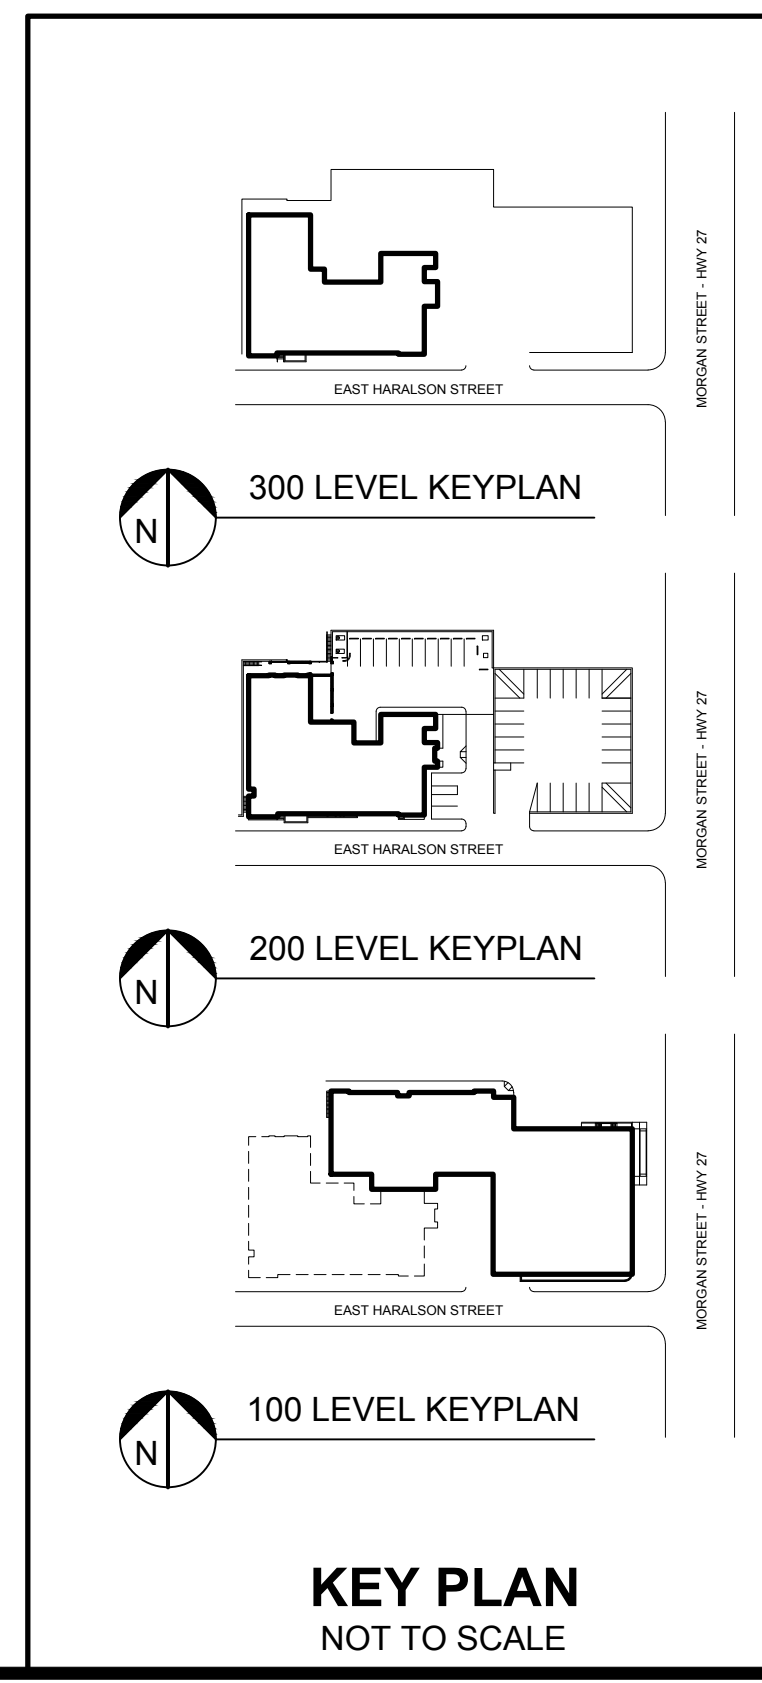 MORGAN STREET - HWY 27
EAST HARALSON STREET
N
300 LEVEL KEYPLAN
MORGAN STREET - HWY 27
EAST HARALSON STREET
N
200 LEVEL KEYPLAN
MORGAN STREET - HWY 27
EAST HARALSON STREET
N
100 LEVEL KEYPLAN
KEY PLAN
NOT TO SCALE